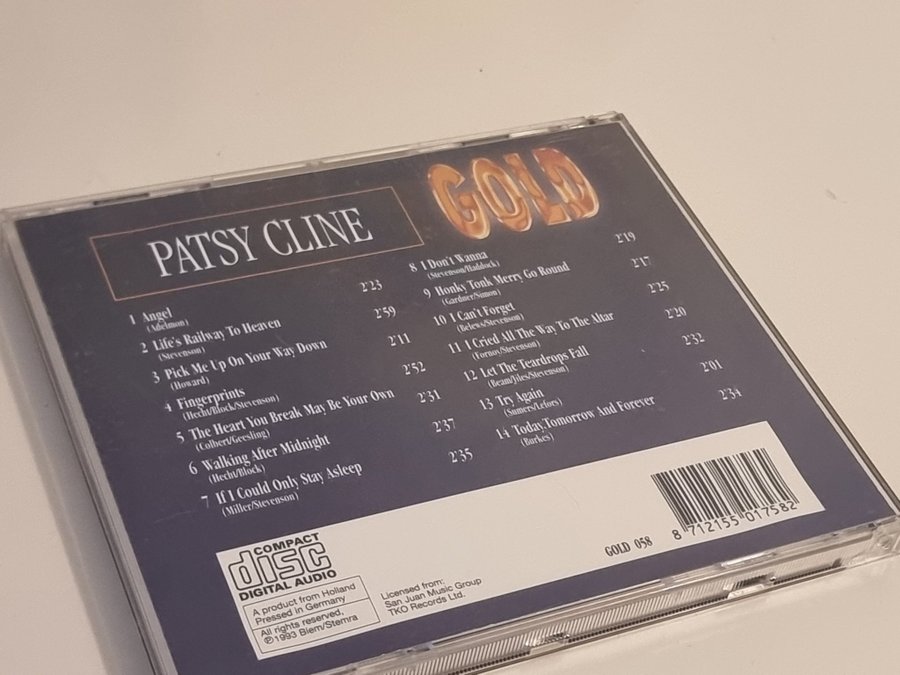 PATSY CLINE
GOLD
1 Angel 2'23
(Adelmon)
2 Life's Railway To Heaven 2'59
(Stevenson)
3 Pick Me Up On Your Way Down 2'11
(Howard)
4 Fingerprints 2'52
(Hecht/Block/Stevenson)
5 The Heart You Break May Be Your Own 2'31
(Colbert/Geesling)
6 Walking After Midnight 2'37
(Hecht/Block)
7 If I Could Only Stay Asleep 2'35
(Miller/Stevenson)
8 I Don't Wanna 2'19
(Stevenson/Haddock)
9 Honky Tonk Merry Go Round 2'17
(Gardner/Simon)
10 I Can't Forget 2'25
(Belews/Stevenson)
11 I Cried All The Way To The Altar 2'20
(Fornos/Stevenson)
12 Let The Teardrops Fall 2'32
(Beam/Jiles/Stevenson)
13 Try Again 2'01
(Sumers/Lefors)
14 Today,Tomorrow And Forever 2'34
(Burkes)
COMPACT
disc
DIGITAL AUDIO
A product from Holland
Pressed in Germany
All rights reserved.
℗1993 Biem/Stemra
Licensed from:
San Juan Music Group
TKO Records Ltd.
GOLD 058
8 712155 017582